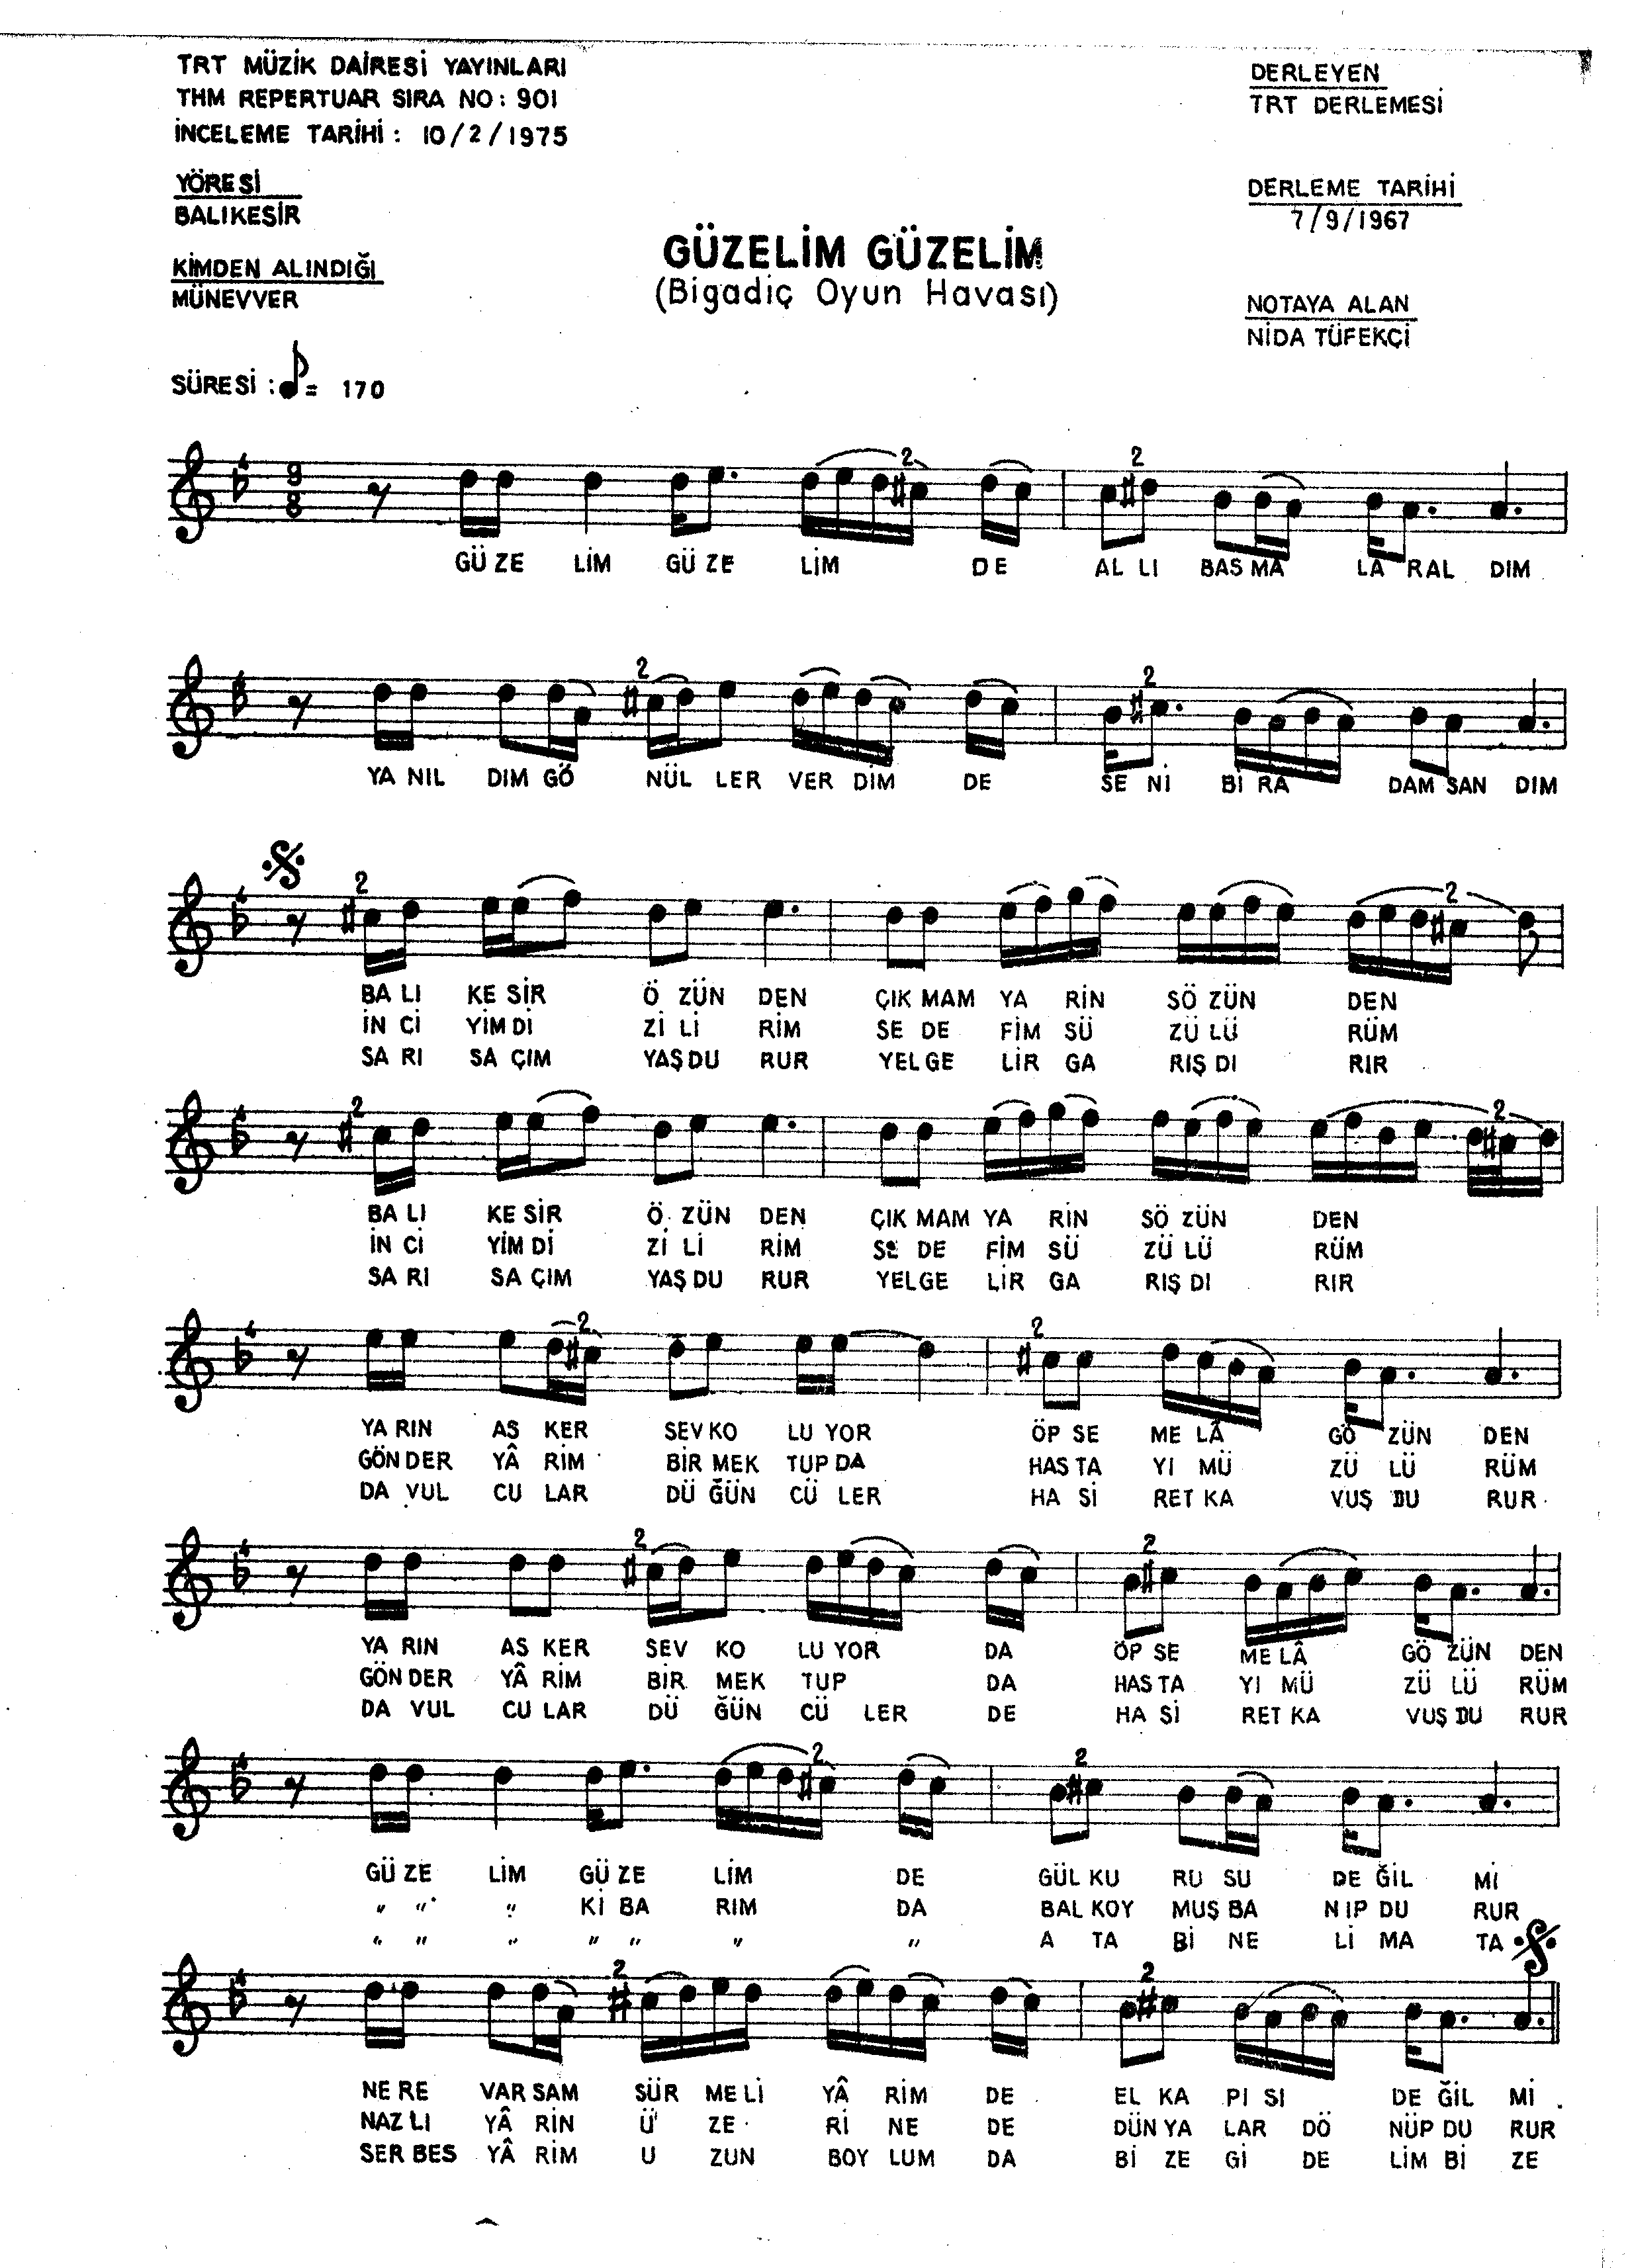 TRT MÜZİK DAİRESİ YAYINLARI
THM REPERTUAR SIRA NO: 901
İNCELEME TARİHİ: 10/2/1975
DERLEYEN
TRT DERLEMESİ
YÖRESİ
BALIKESİR
DERLEME TARİHİ
7/9/1967
KİMDEN ALINDIĞI
MÜNEVVER
GÜZELİM GÜZELİM
(Bigadiç Oyun Havası)
NOTAYA ALAN
NİDA TÜFEKÇİ
SÜRESİ : ♪= 170
9
8
2 2
GÜ ZE LİM GÜ ZE LİM DE AL LI BAS MA LA RAL DIM
2 2
YA NIL DIM GÖ NÜL LER VER DİM DE SE Nİ Bİ RA DAM SAN DIM
2 2
BA LI KE SİR Ö ZÜN DEN ÇIK MAM YA RİN SÖ ZÜN DEN
İN Cİ YİM Dİ Zİ Lİ RİM SE DE FİM SÜ ZÜ LÜ RÜM
SA RI SA ÇIM YAŞ DU RUR YEL GE LİR GA RIŞ DI RIR
2 2
BA LI KE SİR Ö ZÜN DEN ÇIK MAM YA RİN SÖ ZÜN DEN
İN Cİ YİM Dİ Zİ Lİ RİM SE DE FİM SÜ ZÜ LÜ RÜM
SA RI SA ÇIM YAŞ DU RUR YEL GE LİR GA RIŞ DI RIR
2 2
YA RIN AS KER SEV KO LU YOR ÖP SE ME LÂ GÖ ZÜN DEN
GÖN DER YÂ RİM BİR MEK TUP DA HAS TA YI MÜ ZÜ LÜ RÜM
DA VUL CU LAR DÜ ĞÜN CÜ LER HA Sİ RET KA VUŞ DU RUR
2 2
YA RIN AS KER SEV KO LU YOR DA ÖP SE ME LÂ GÖ ZÜN DEN
GÖN DER YÂ RİM BİR MEK TUP DA HAS TA YI MÜ ZÜ LÜ RÜM
DA VUL CU LAR DÜ ĞÜN CÜ LER DE HA Sİ RET KA VUŞ DU RUR
2 2
GÜ ZE LİM GÜ ZE LİM DE GÜL KU RU SU DE ĞİL Mİ
" " " Kİ BA RIM DA BAL KOY MUŞ BA NIP DU RUR
" " " " " " " A TA Bİ NE Lİ MA TA
2 2
NE RE VAR SAM SÜR ME Lİ YÂ RİM DE EL KA PI SI DE ĞİL Mİ
NAZ LI YÂ RİN Ü ZE Rİ NE DE DÜN YA LAR DÖ NÜP DU RUR
SER BES YÂ RİM U ZUN BOY LUM DA Bİ ZE Gİ DE LİM Bİ ZE